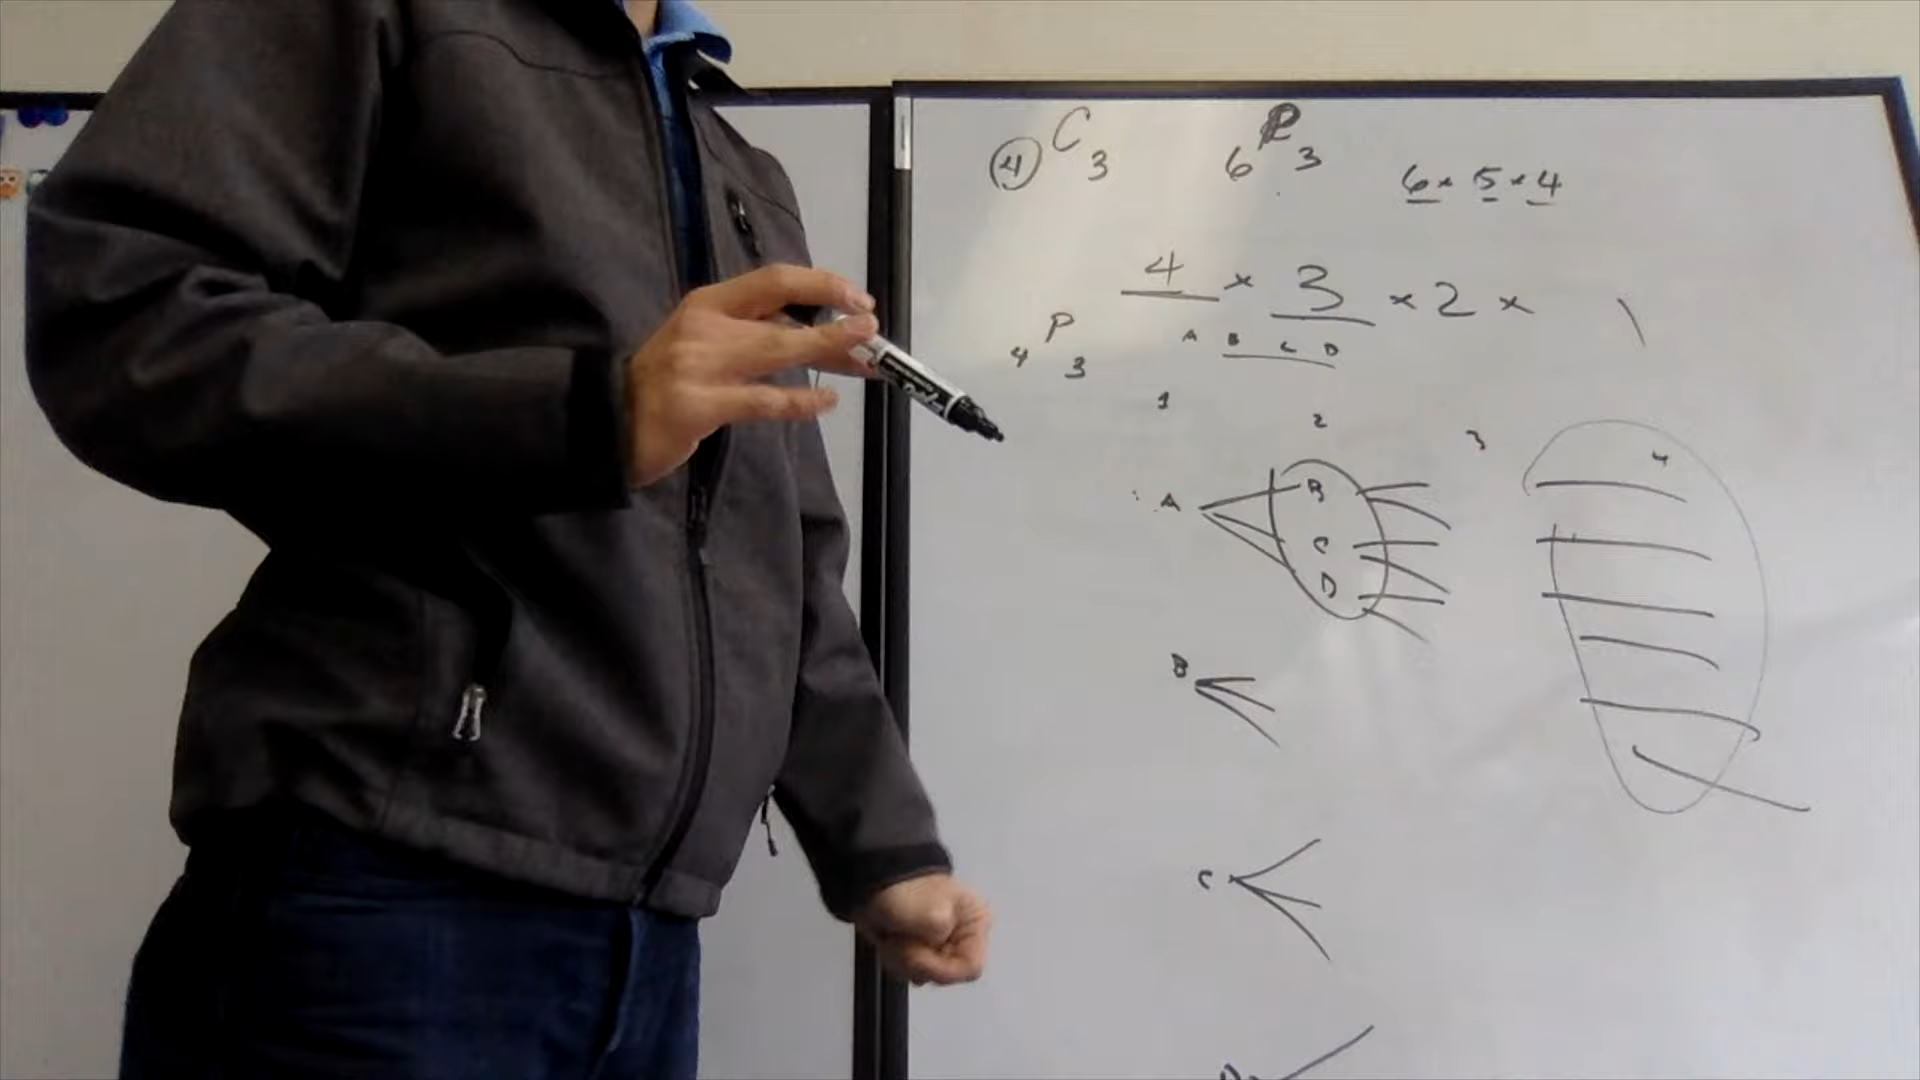 4 C 3
6 P 3
6 × 5 × 4
4 × 3 × 2 × 1
4 P 3
A B C D
1 2 3 4
A B
C
D
B
C
D